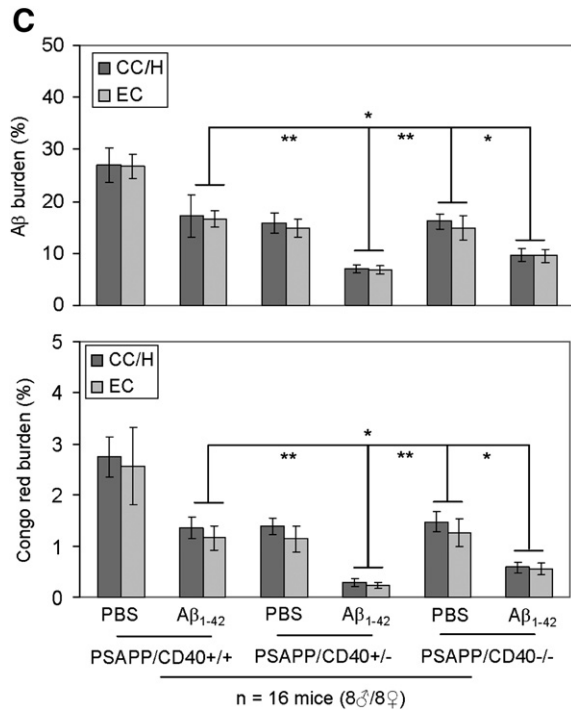 C
50
40
30
20
10
0
Aβ burden (%)
CC/H
EC
*
** ** *
5
4
3
2
1
0
Congo red burden (%)
CC/H
EC
*
** ** *
PBS Aβ1-42 PBS Aβ1-42 PBS Aβ1-42
PSAPP/CD40+/+ PSAPP/CD40+/- PSAPP/CD40-/-
n = 16 mice (8♂/8♀)